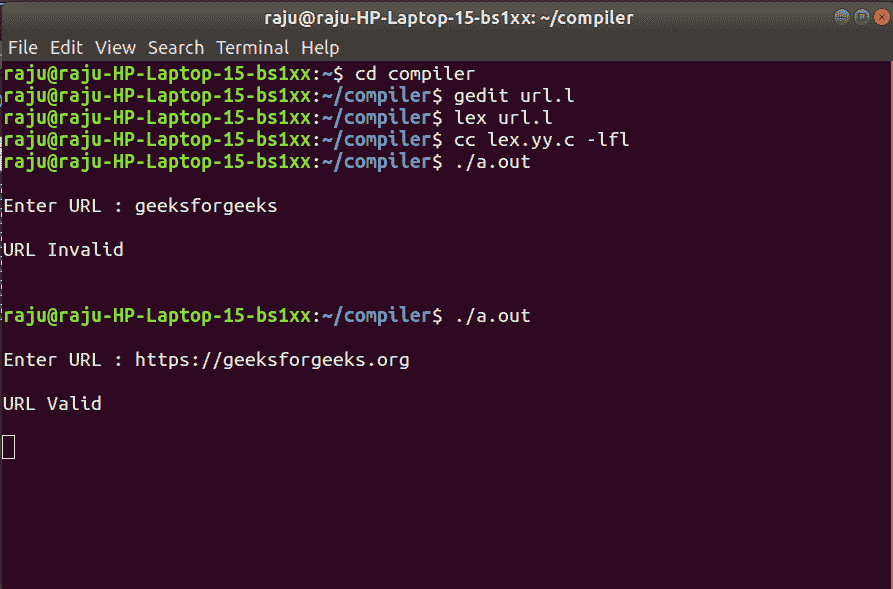 raju@raju-HP-Laptop-15-bs1xx: ~/compiler
File Edit View Search Terminal Help
raju@raju-HP-Laptop-15-bs1xx:~$ cd compiler
raju@raju-HP-Laptop-15-bs1xx:~/compiler$ gedit url.l
raju@raju-HP-Laptop-15-bs1xx:~/compiler$ lex url.l
raju@raju-HP-Laptop-15-bs1xx:~/compiler$ cc lex.yy.c -lfl
raju@raju-HP-Laptop-15-bs1xx:~/compiler$ ./a.out
Enter URL : geeksforgeeks
URL Invalid
raju@raju-HP-Laptop-15-bs1xx:~/compiler$ ./a.out
Enter URL : https://geeksforgeeks.org
URL Valid